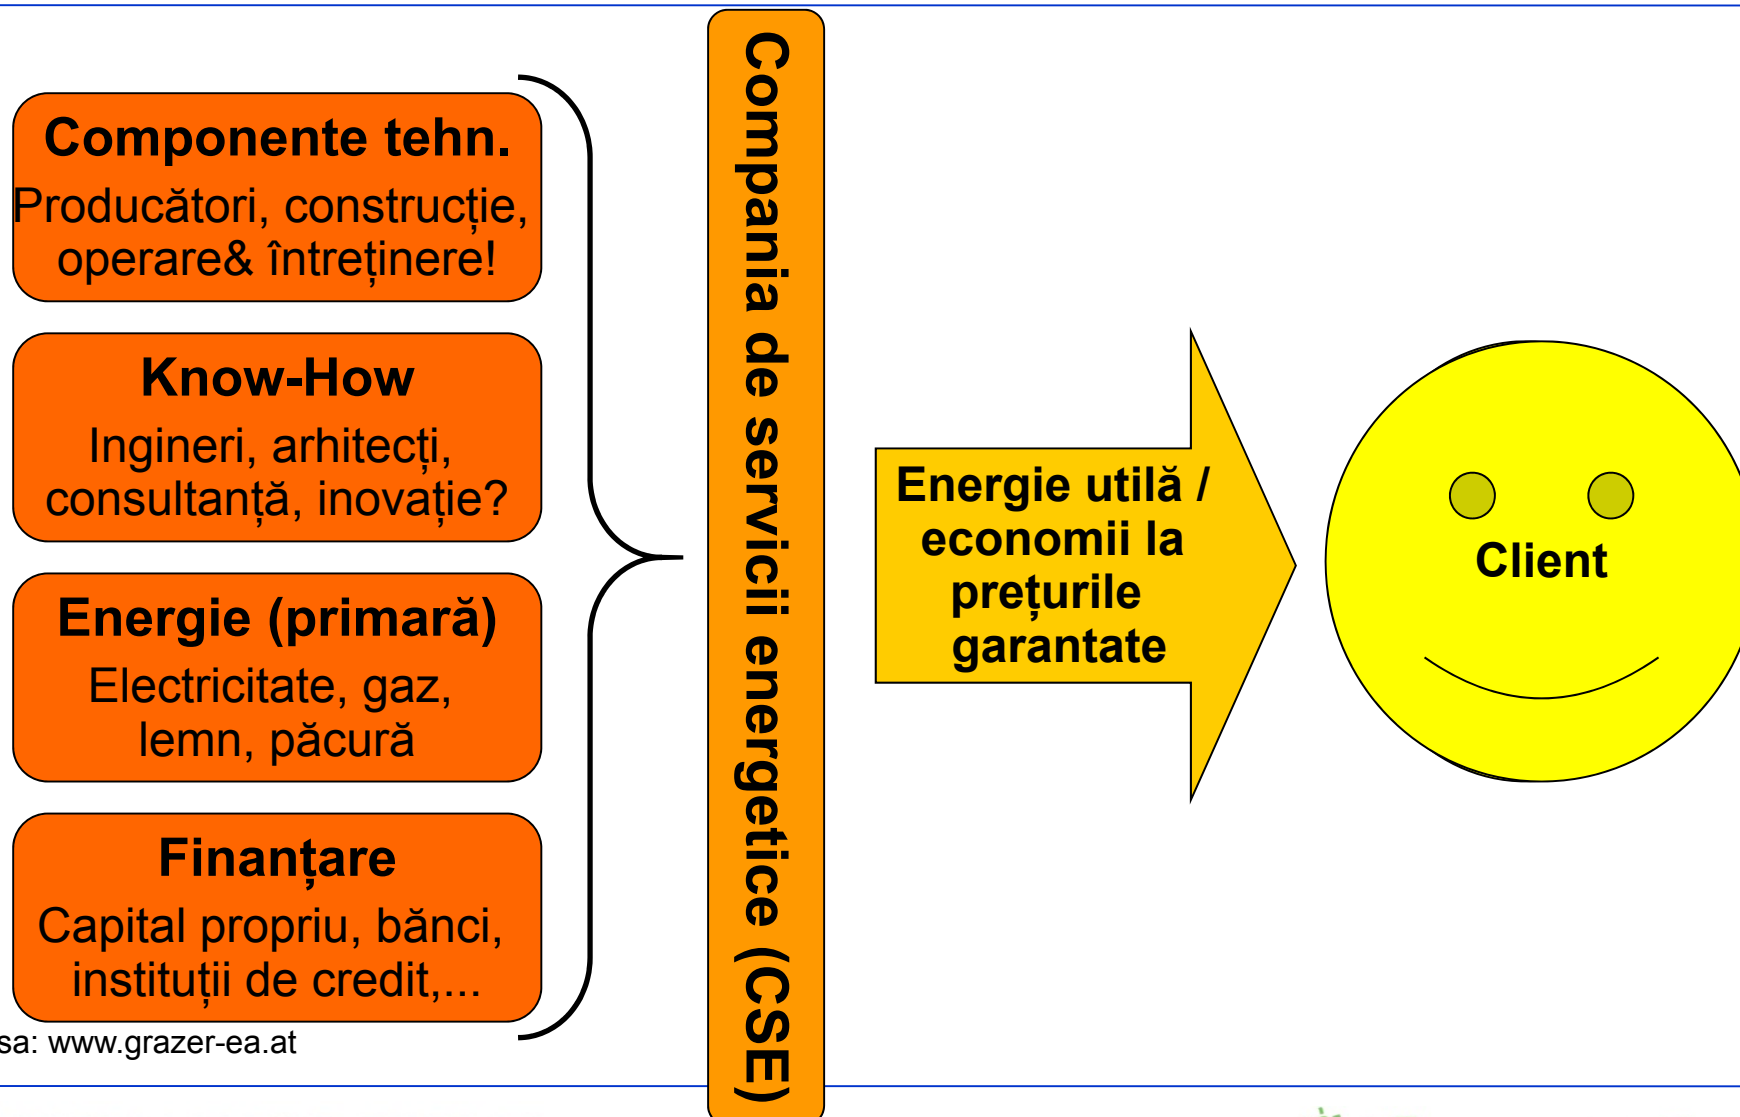 Componente tehn.
Producători, construcție,
operare& întreținere!
Know-How
Ingineri, arhitecți,
consultanță, inovație?
Energie (primară)
Electricitate, gaz,
lemn, păcură
Finanțare
Capital propriu, bănci,
instituții de credit,...
sa: www.grazer-ea.at
Compania de servicii energetice (CSE)
Energie utilă /
economii la
prețurile
garantate
Client